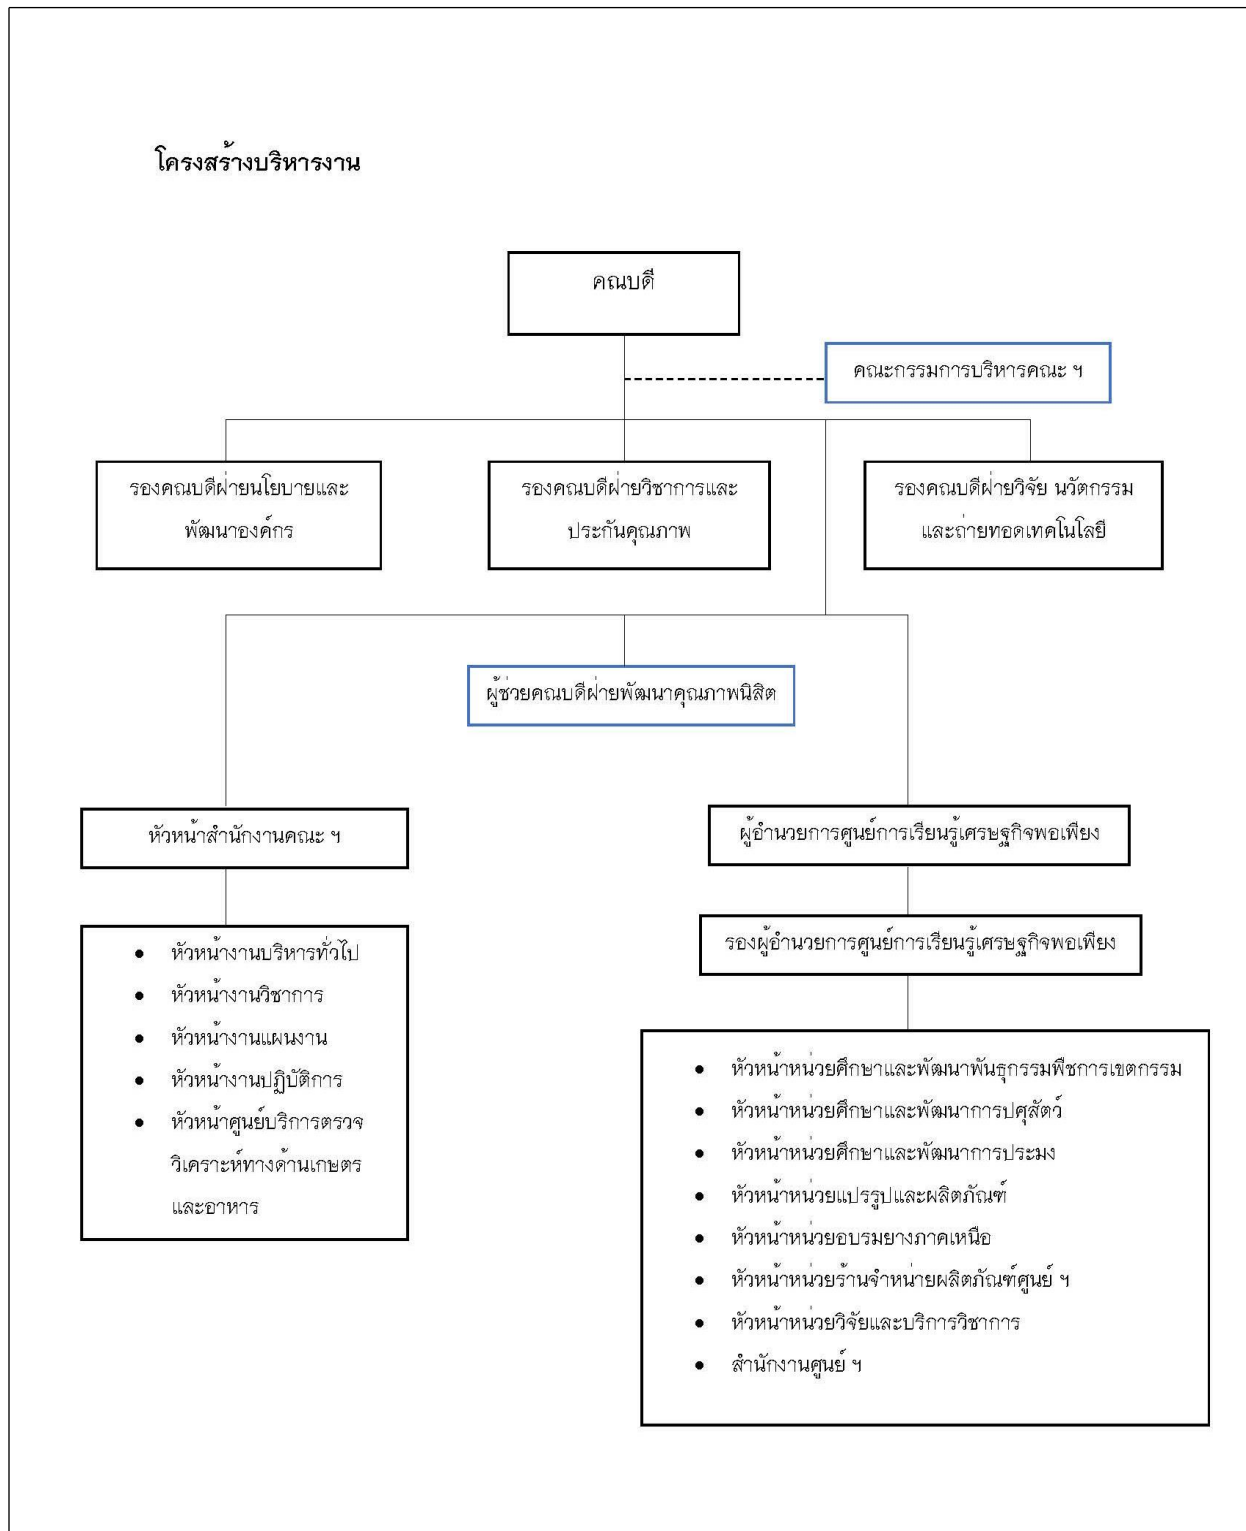 โครงสร้างบริหารงาน
คณบดี
คณะกรรมการบริหารคณะ ฯ
รองคณบดีฝ่ายนโยบายและ
พัฒนาองค์กร
รองคณบดีฝ่ายวิชาการและ
ประกันคุณภาพ
รองคณบดีฝ่ายวิจัย นวัตกรรม
และถ่ายทอดเทคโนโลยี
ผู้ช่วยคณบดีฝ่ายพัฒนาคุณภาพนิสิต
หัวหน้าสำนักงานคณะ ฯ
• หัวหน้างานบริหารทั่วไป
• หัวหน้างานวิชาการ
• หัวหน้างานแผนงาน
• หัวหน้างานปฏิบัติการ
• หัวหน้าศูนย์บริการตรวจ
วิเคราะห์ทางด้านเกษตร
และอาหาร
ผู้อำนวยการศูนย์การเรียนรู้เศรษฐกิจพอเพียง
รองผู้อำนวยการศูนย์การเรียนรู้เศรษฐกิจพอเพียง
• หัวหน้าหน่วยศึกษาและพัฒนาพันธุกรรมพืชการเขตกรรม
• หัวหน้าหน่วยศึกษาและพัฒนาการปศุสัตว์
• หัวหน้าหน่วยศึกษาและพัฒนาการประมง
• หัวหน้าหน่วยแปรรูปและผลิตภัณฑ์
• หัวหน้าหน่วยอบรมยางภาคเหนือ
• หัวหน้าหน่วยร้านจำหน่ายผลิตภัณฑ์ศูนย์ ฯ
• หัวหน้าหน่วยวิจัยและบริการวิชาการ
• สำนักงานศูนย์ ฯ